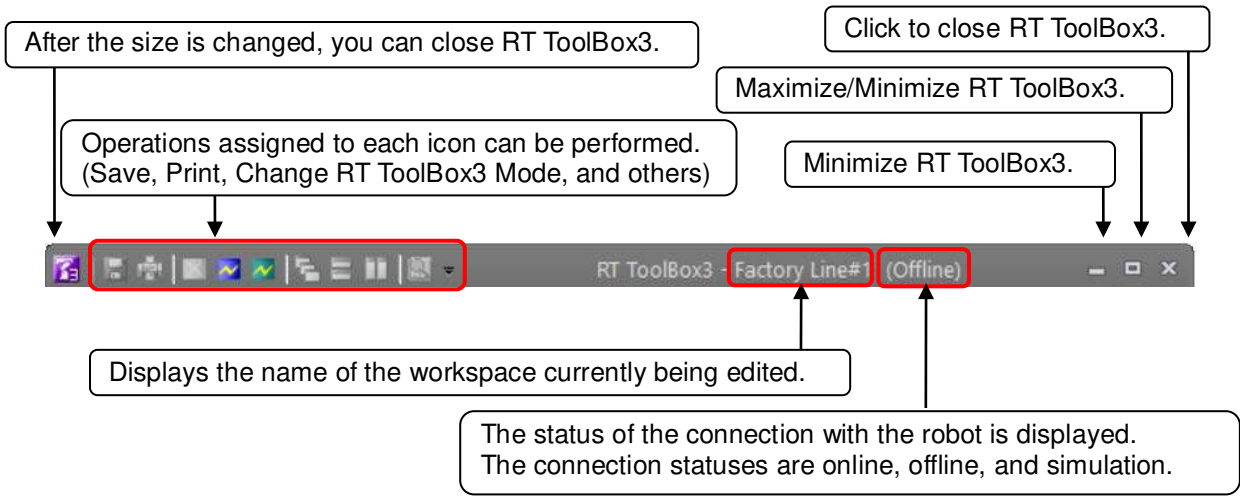 After the size is changed, you can close RT ToolBox3.
Click to close RT ToolBox3.
Maximize/Minimize RT ToolBox3.
Operations assigned to each icon can be performed.
(Save, Print, Change RT ToolBox3 Mode, and others)
Minimize RT ToolBox3.
RT ToolBox3 - Factory Line#1 (Offline)
Displays the name of the workspace currently being edited.
The status of the connection with the robot is displayed.
The connection statuses are online, offline, and simulation.